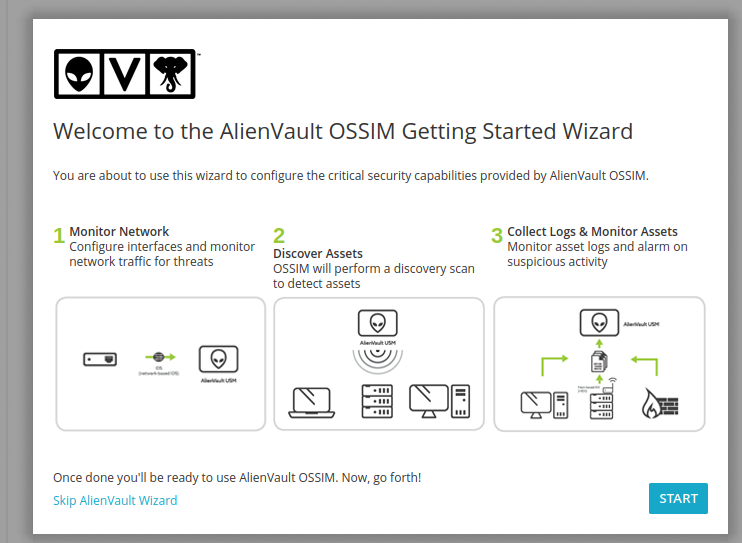 V
™
Welcome to the AlienVault OSSIM Getting Started Wizard
You are about to use this wizard to configure the critical security capabilities provided by AlienVault OSSIM.
1 Monitor Network
Configure interfaces and monitor
network traffic for threats
IDS
(network-based IDS)
AlienVault USM
2
Discover Assets
OSSIM will perform a discovery scan
to detect assets
AlienVault USM
3 Collect Logs & Monitor Assets
Monitor asset logs and alarm on
suspicious activity
AlienVault USM
Once done you'll be ready to use AlienVault OSSIM. Now, go forth!
Skip AlienVault Wizard
START